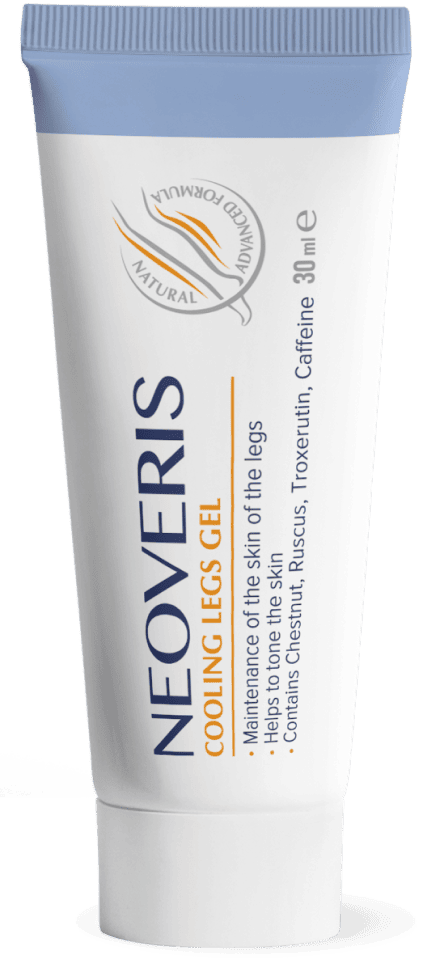 NATURAL
ADVANCED FORMULA
NEOVERIS
COOLING LEGS GEL
· Maintenance of the skin of the legs
· Helps to tone the skin
· Contains Chestnut, Ruscus, Troxerutin, Caffeine
30 ml e